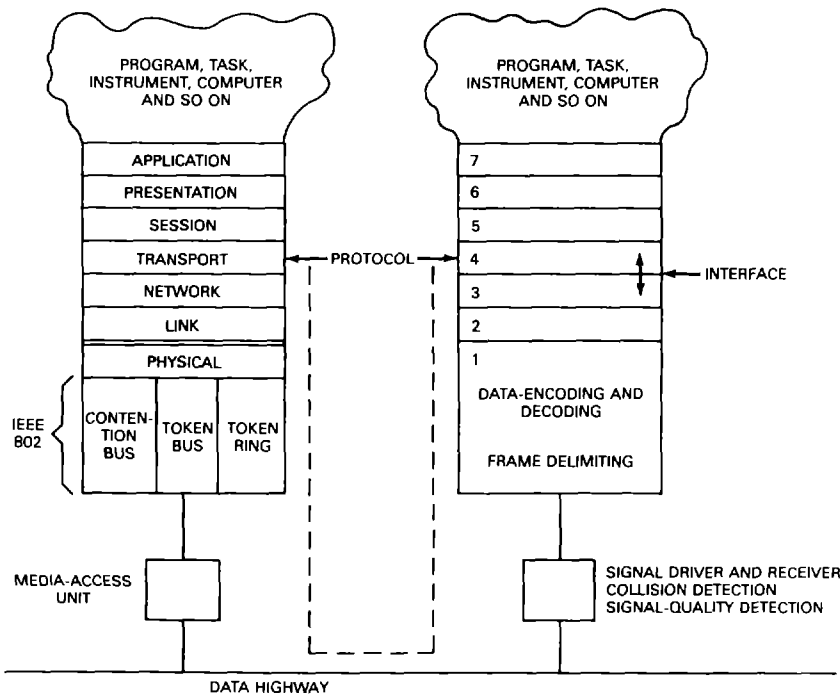 PROGRAM, TASK,
INSTRUMENT, COMPUTER
AND SO ON
APPLICATION
PRESENTATION
SESSION
TRANSPORT
NETWORK
LINK
PHYSICAL
IEEE
802
CONTEN-
TION
BUS
TOKEN
BUS
TOKEN
RING
MEDIA-ACCESS
UNIT
PROTOCOL
PROGRAM, TASK,
INSTRUMENT, COMPUTER
AND SO ON
7
6
5
4
3
2
1
INTERFACE
DATA-ENCODING AND
DECODING
FRAME DELIMITING
SIGNAL DRIVER AND RECEIVER
COLLISION DETECTION
SIGNAL-QUALITY DETECTION
DATA HIGHWAY